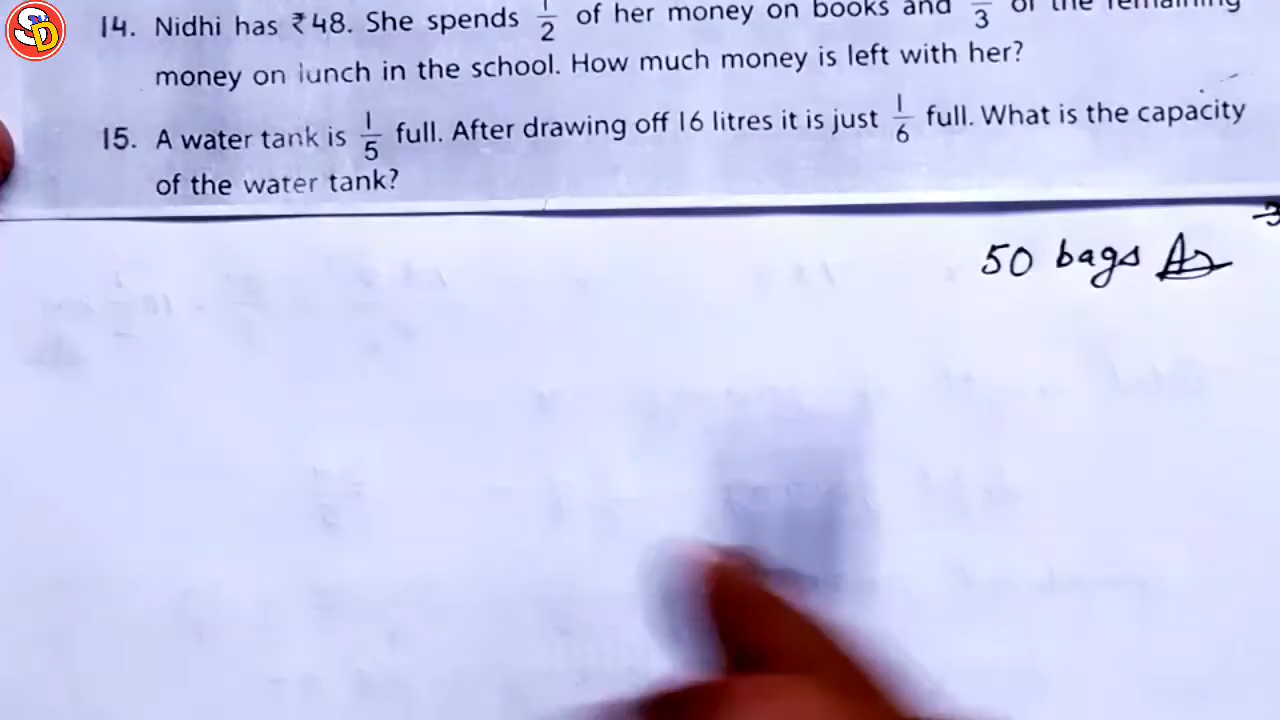 SD
14. Nidhi has ₹48. She spends 1/2 of her money on books and /3 of the remaining
money on lunch in the school. How much money is left with her?
15. A water tank is 1/5 full. After drawing off 16 litres it is just 1/6 full. What is the capacity
of the water tank?
50 bags